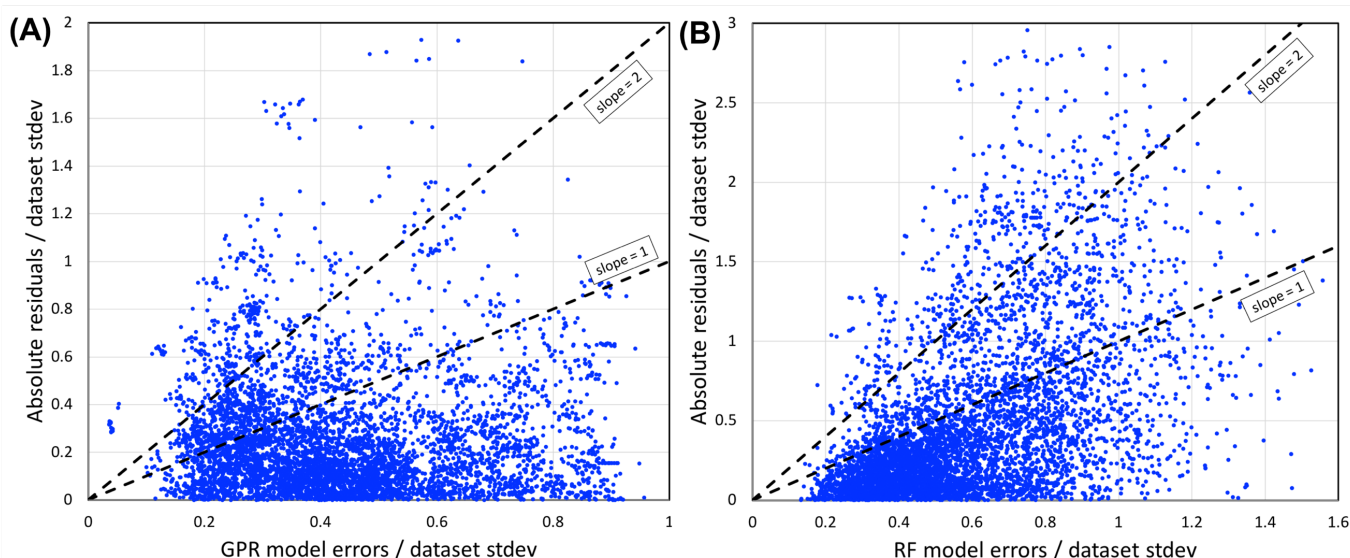 (A)
Absolute residuals / dataset stdev
2
1.8
1.6
1.4
1.2
1
0.8
0.6
0.4
0.2
0
slope = 2
slope = 1
0 0.2 0.4 0.6 0.8 1
GPR model errors / dataset stdev
(B)
Absolute residuals / dataset stdev
3
2.5
2
1.5
1
0.5
0
slope = 2
slope = 1
0 0.2 0.4 0.6 0.8 1 1.2 1.4 1.6
RF model errors / dataset stdev